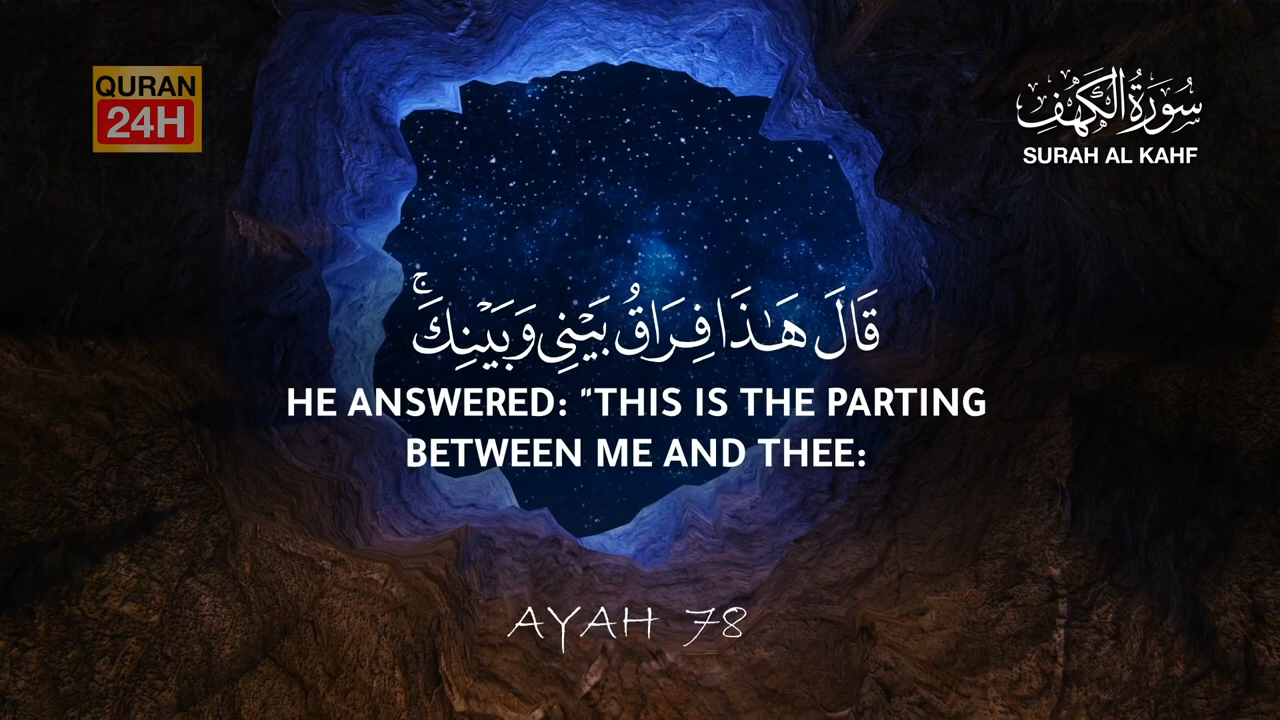 QURAN
24H
سُورَةُ الكَهْفِ
SURAH AL KAHF
قَالَ هَـٰذَا فِرَاقُ بَيْنِى وَبَيْنِكَ ۚ
HE ANSWERED: "THIS IS THE PARTING
BETWEEN ME AND THEE:
AYAH 78